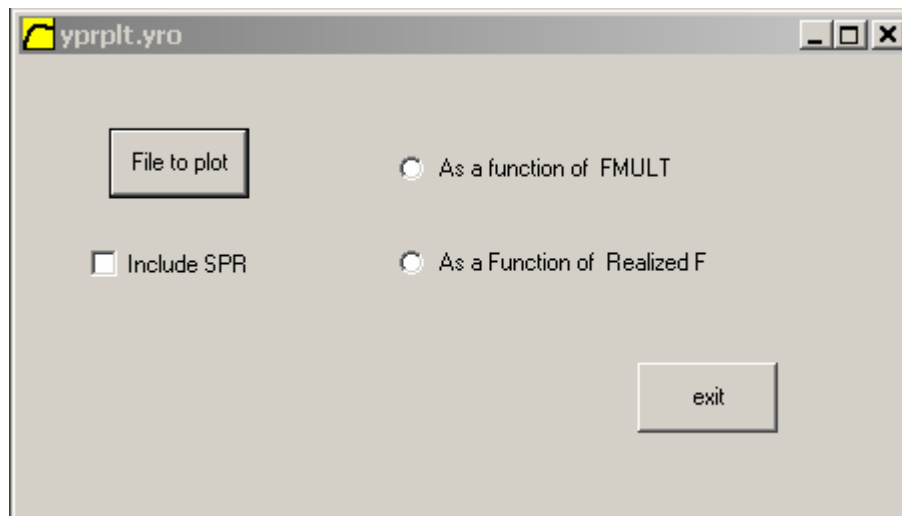 yprplt.yro
File to plot
As a function of FMULT
Include SPR
As a Function of Realized F
exit